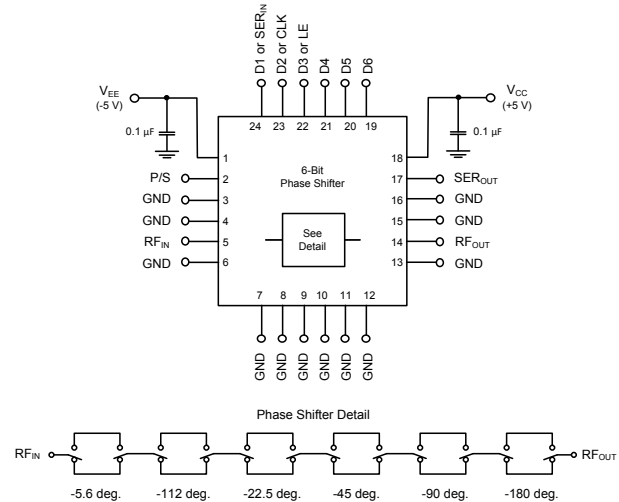 D1 or SERIN
D2 or CLK
D3 or LE
D4
D5
D6
VEE
(-5 V)
VCC
(+5 V)
0.1 µF
0.1 µF
24 23 22 21 20 19
1
18
6-Bit
Phase Shifter
P/S 2
17 SEROUT
GND 3
16 GND
GND 4
15 GND
See
Detail
RFIN 5
14 RFOUT
GND 6
13 GND
7 8 9 10 11 12
GND GND GND GND GND GND
Phase Shifter Detail
RFIN
RFOUT
-5.6 deg. -112 deg. -22.5 deg. -45 deg. -90 deg. -180 deg.